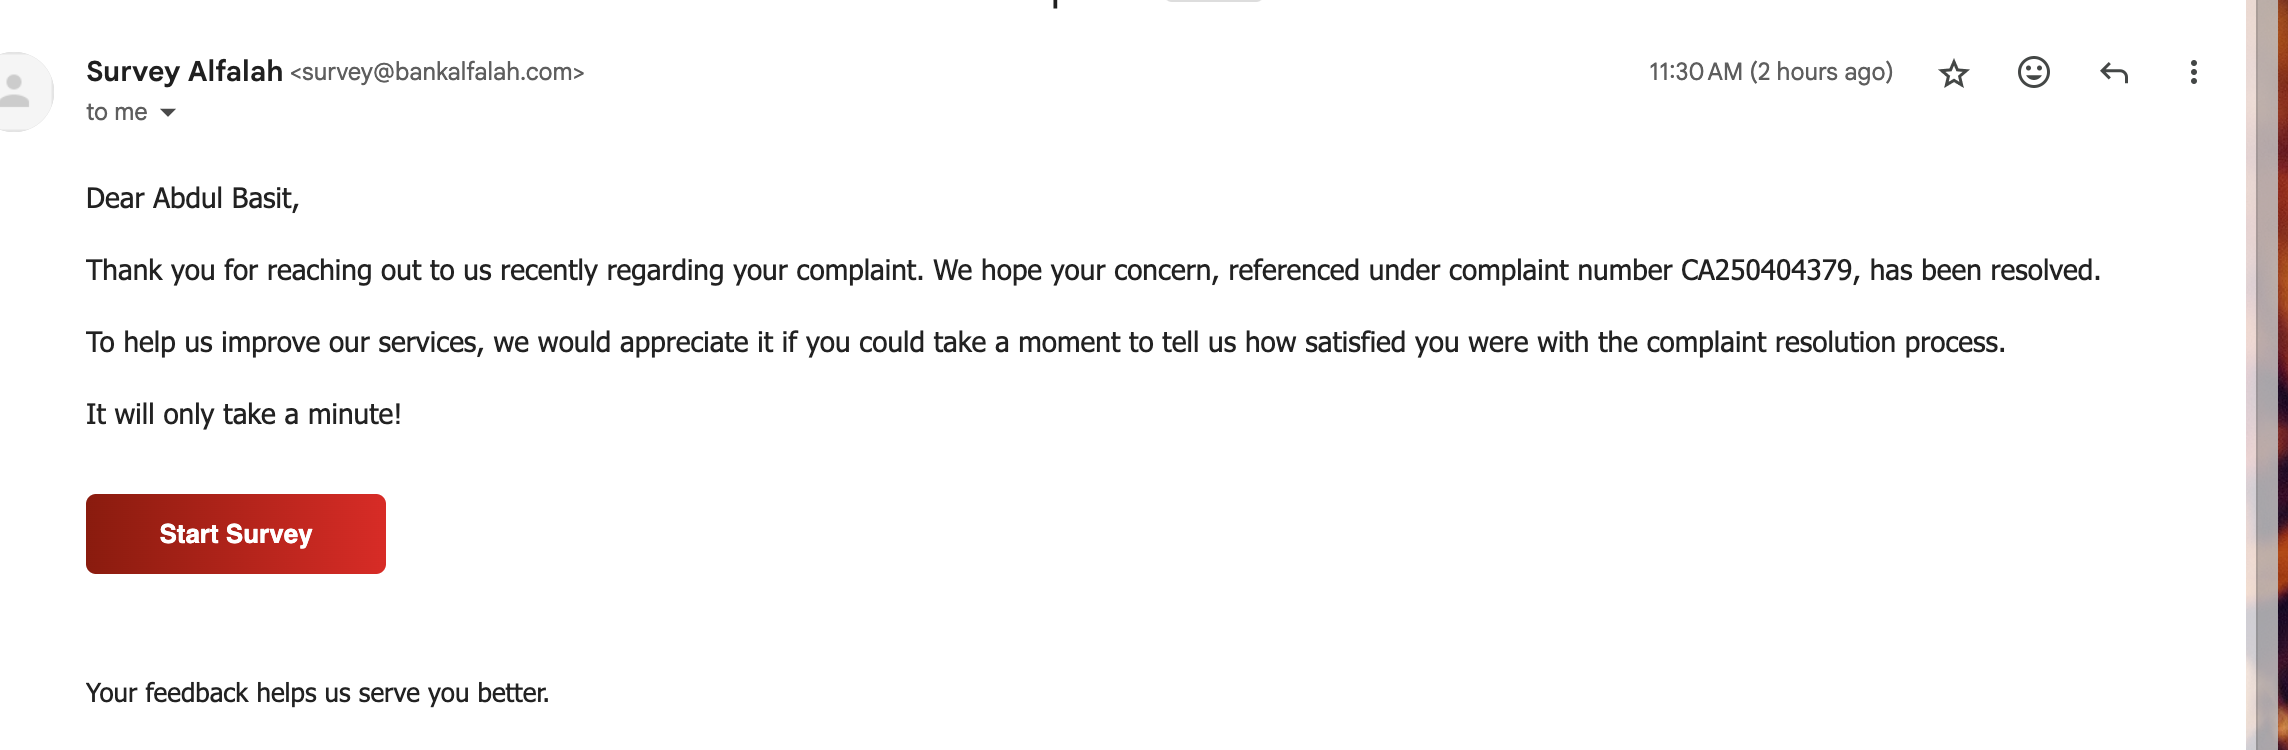 Survey Alfalah <survey@bankalfalah.com>
11:30 AM (2 hours ago)
to me
Dear Abdul Basit,
Thank you for reaching out to us recently regarding your complaint. We hope your concern, referenced under complaint number CA250404379, has been resolved.
To help us improve our services, we would appreciate it if you could take a moment to tell us how satisfied you were with the complaint resolution process.
It will only take a minute!
Start Survey
Your feedback helps us serve you better.